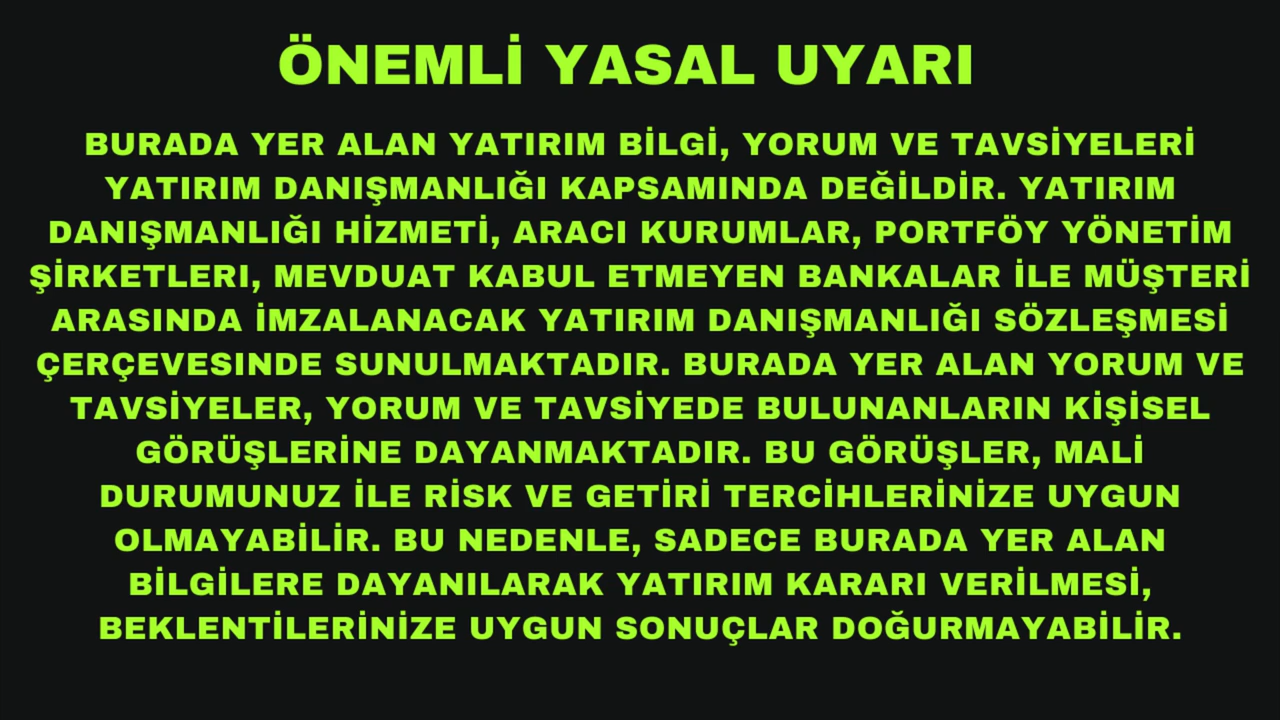 ÖNEMLİ YASAL UYARI
BURADA YER ALAN YATIRIM BİLGİ, YORUM VE TAVSİYELERİ
YATIRIM DANIŞMANLIĞI KAPSAMINDA DEĞİLDİR. YATIRIM
DANIŞMANLIĞI HİZMETİ, ARACI KURUMLAR, PORTFÖY YÖNETİM
ŞİRKETLERI, MEVDUAT KABUL ETMEYEN BANKALAR İLE MÜŞTERİ
ARASINDA İMZALANACAK YATIRIM DANIŞMANLIĞI SÖZLEŞMESİ
ÇERÇEVESINDE SUNULMAKTADIR. BURADA YER ALAN YORUM VE
TAVSİYELER, YORUM VE TAVSİYEDE BULUNANLARIN KİŞİSEL
GÖRÜŞLERİNE DAYANMAKTADIR. BU GÖRÜŞLER, MALİ
DURUMUNUZ İLE RİSK VE GETİRİ TERCİHLERİNİZE UYGUN
OLMAYABİLİR. BU NEDENLE, SADECE BURADA YER ALAN
BİLGİLERE DAYANILARAK YATIRIM KARARI VERİLMESİ,
BEKLENTİLERİNİZE UYGUN SONUÇLAR DOĞURMAYABİLİR.